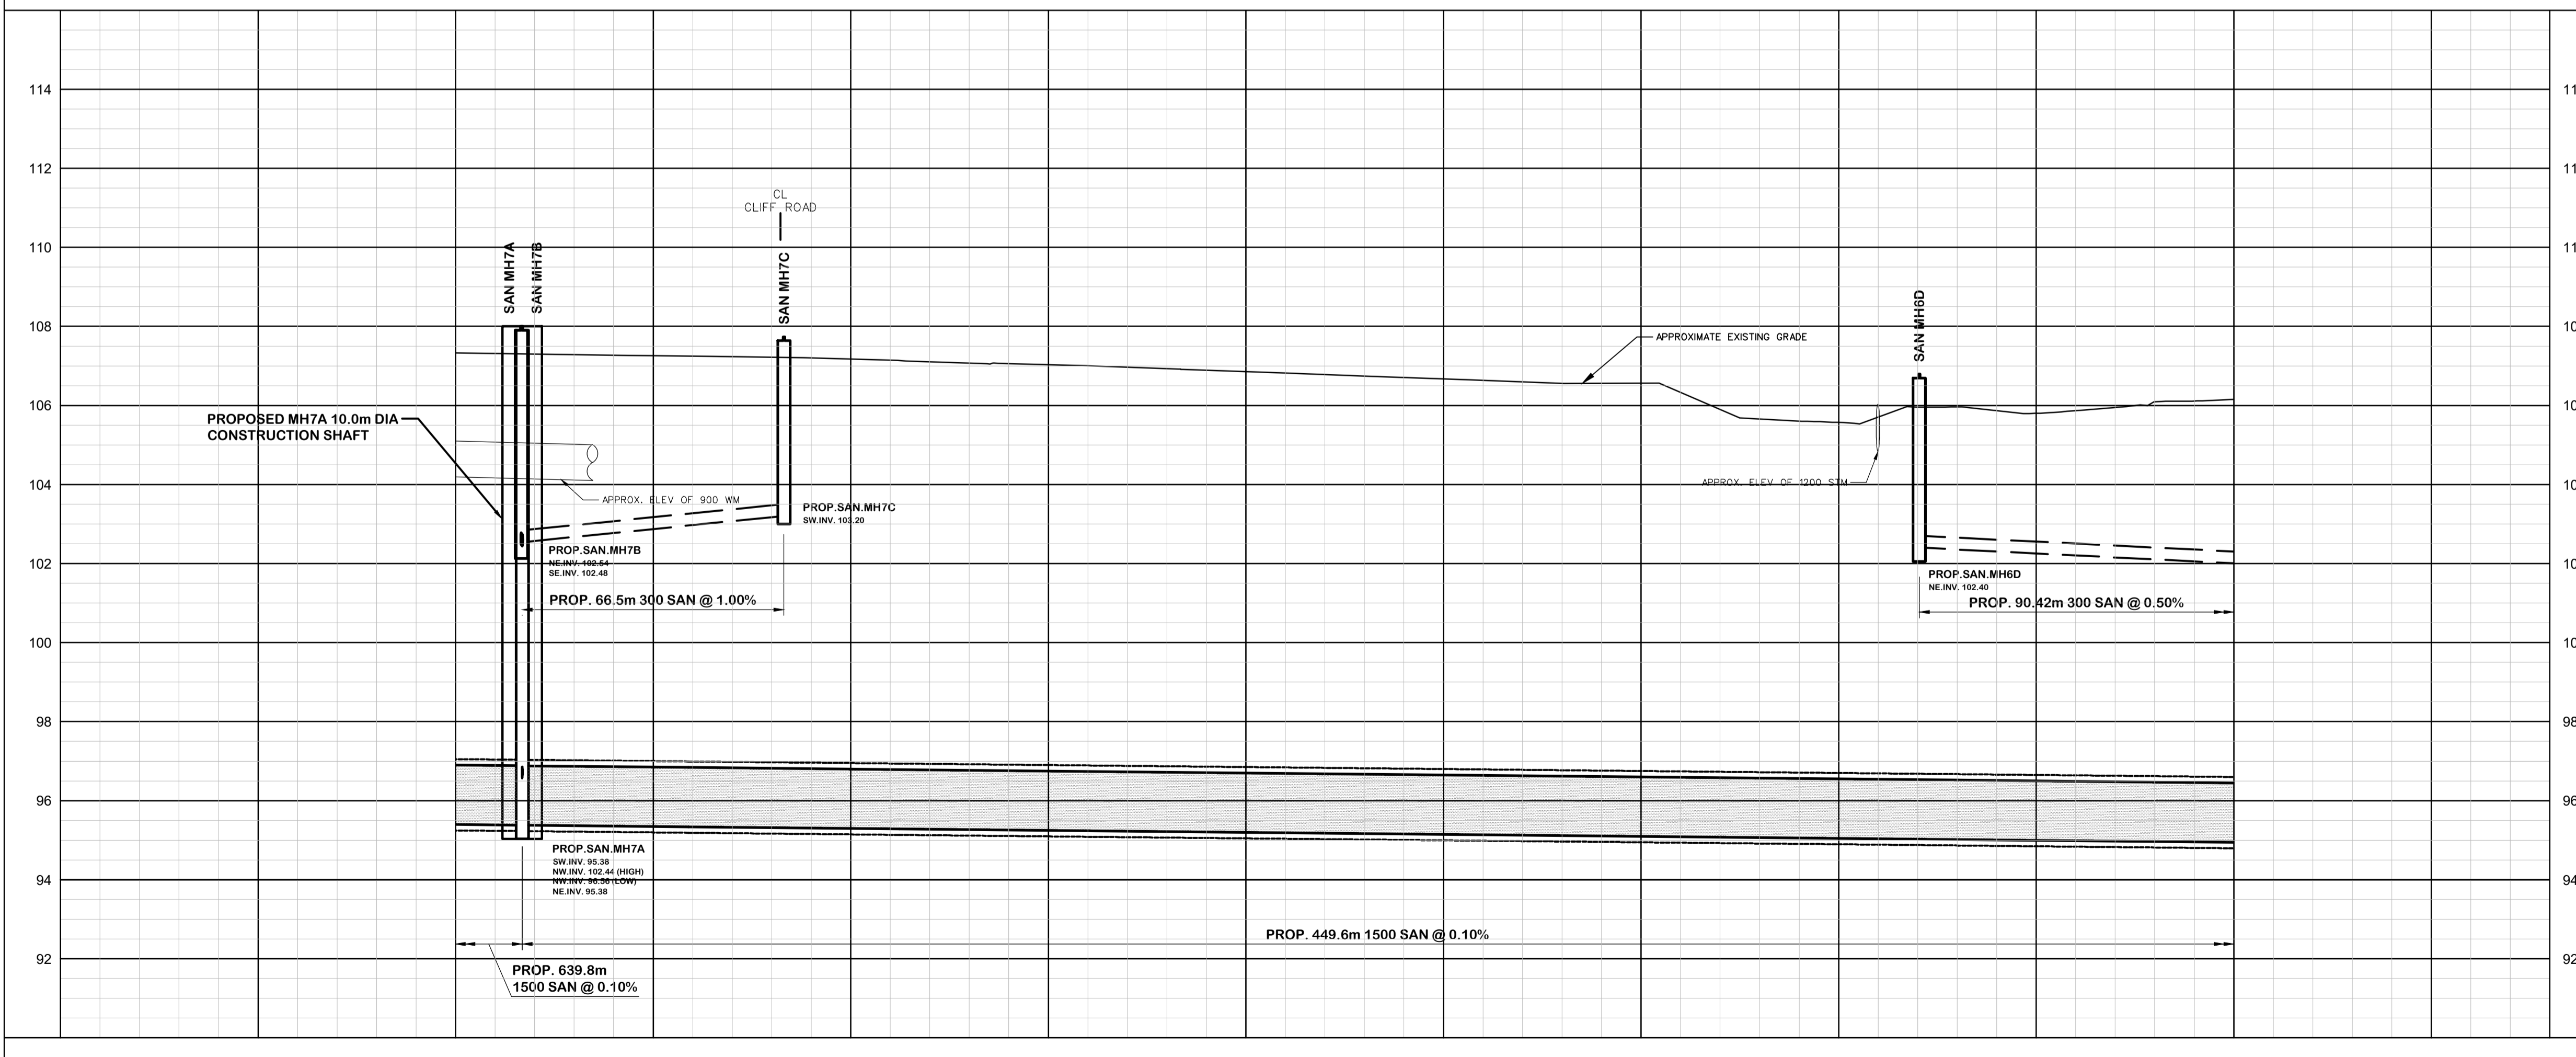 114
112
110
108
106
104
102
100
98
96
94
92
CL
CLIFF ROAD
SAN MH7A
SAN MH7B
SAN MH7C
SAN MH6D
APPROXIMATE EXISTING GRADE
PROPOSED MH7A 10.0m DIA
CONSTRUCTION SHAFT
APPROX. ELEV OF 900 WM
APPROX. ELEV OF 1200 STM
PROP.SAN.MH7C
SW.INV. 103.20
PROP.SAN.MH7B
NE.INV. 102.54
SE.INV. 102.48
PROP. 66.5m 300 SAN @ 1.00%
PROP.SAN.MH6D
NE.INV. 102.40
PROP. 90.42m 300 SAN @ 0.50%
PROP.SAN.MH7A
SW.INV. 95.38
NW.INV. 102.44 (HIGH)
NW.INV. 96.56 (LOW)
NE.INV. 95.38
PROP. 449.6m 1500 SAN @ 0.10%
PROP. 639.8m
1500 SAN @ 0.10%
98
96
94
92